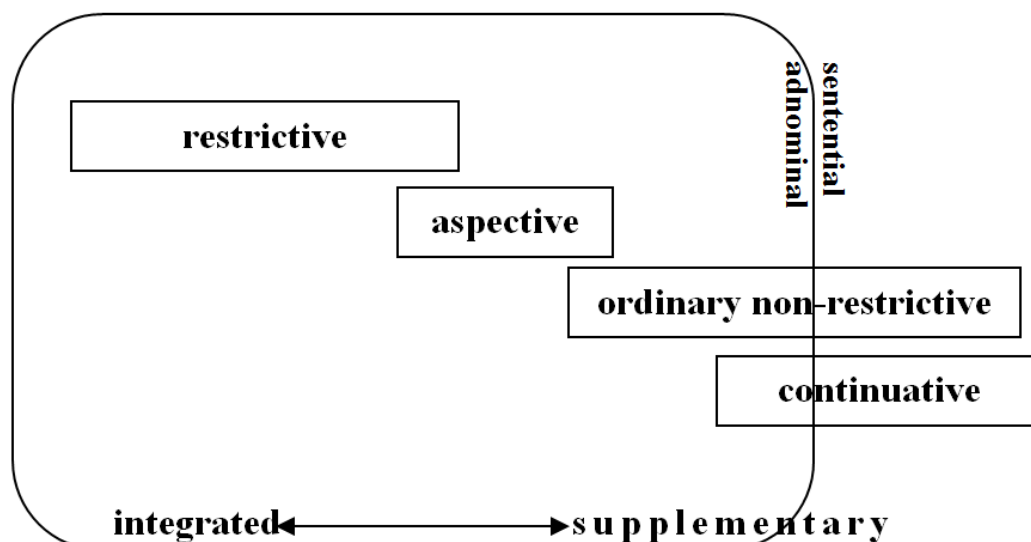 sentential
adnominal
restrictive
aspective
ordinary non-restrictive
continuative
integrated
supplementary